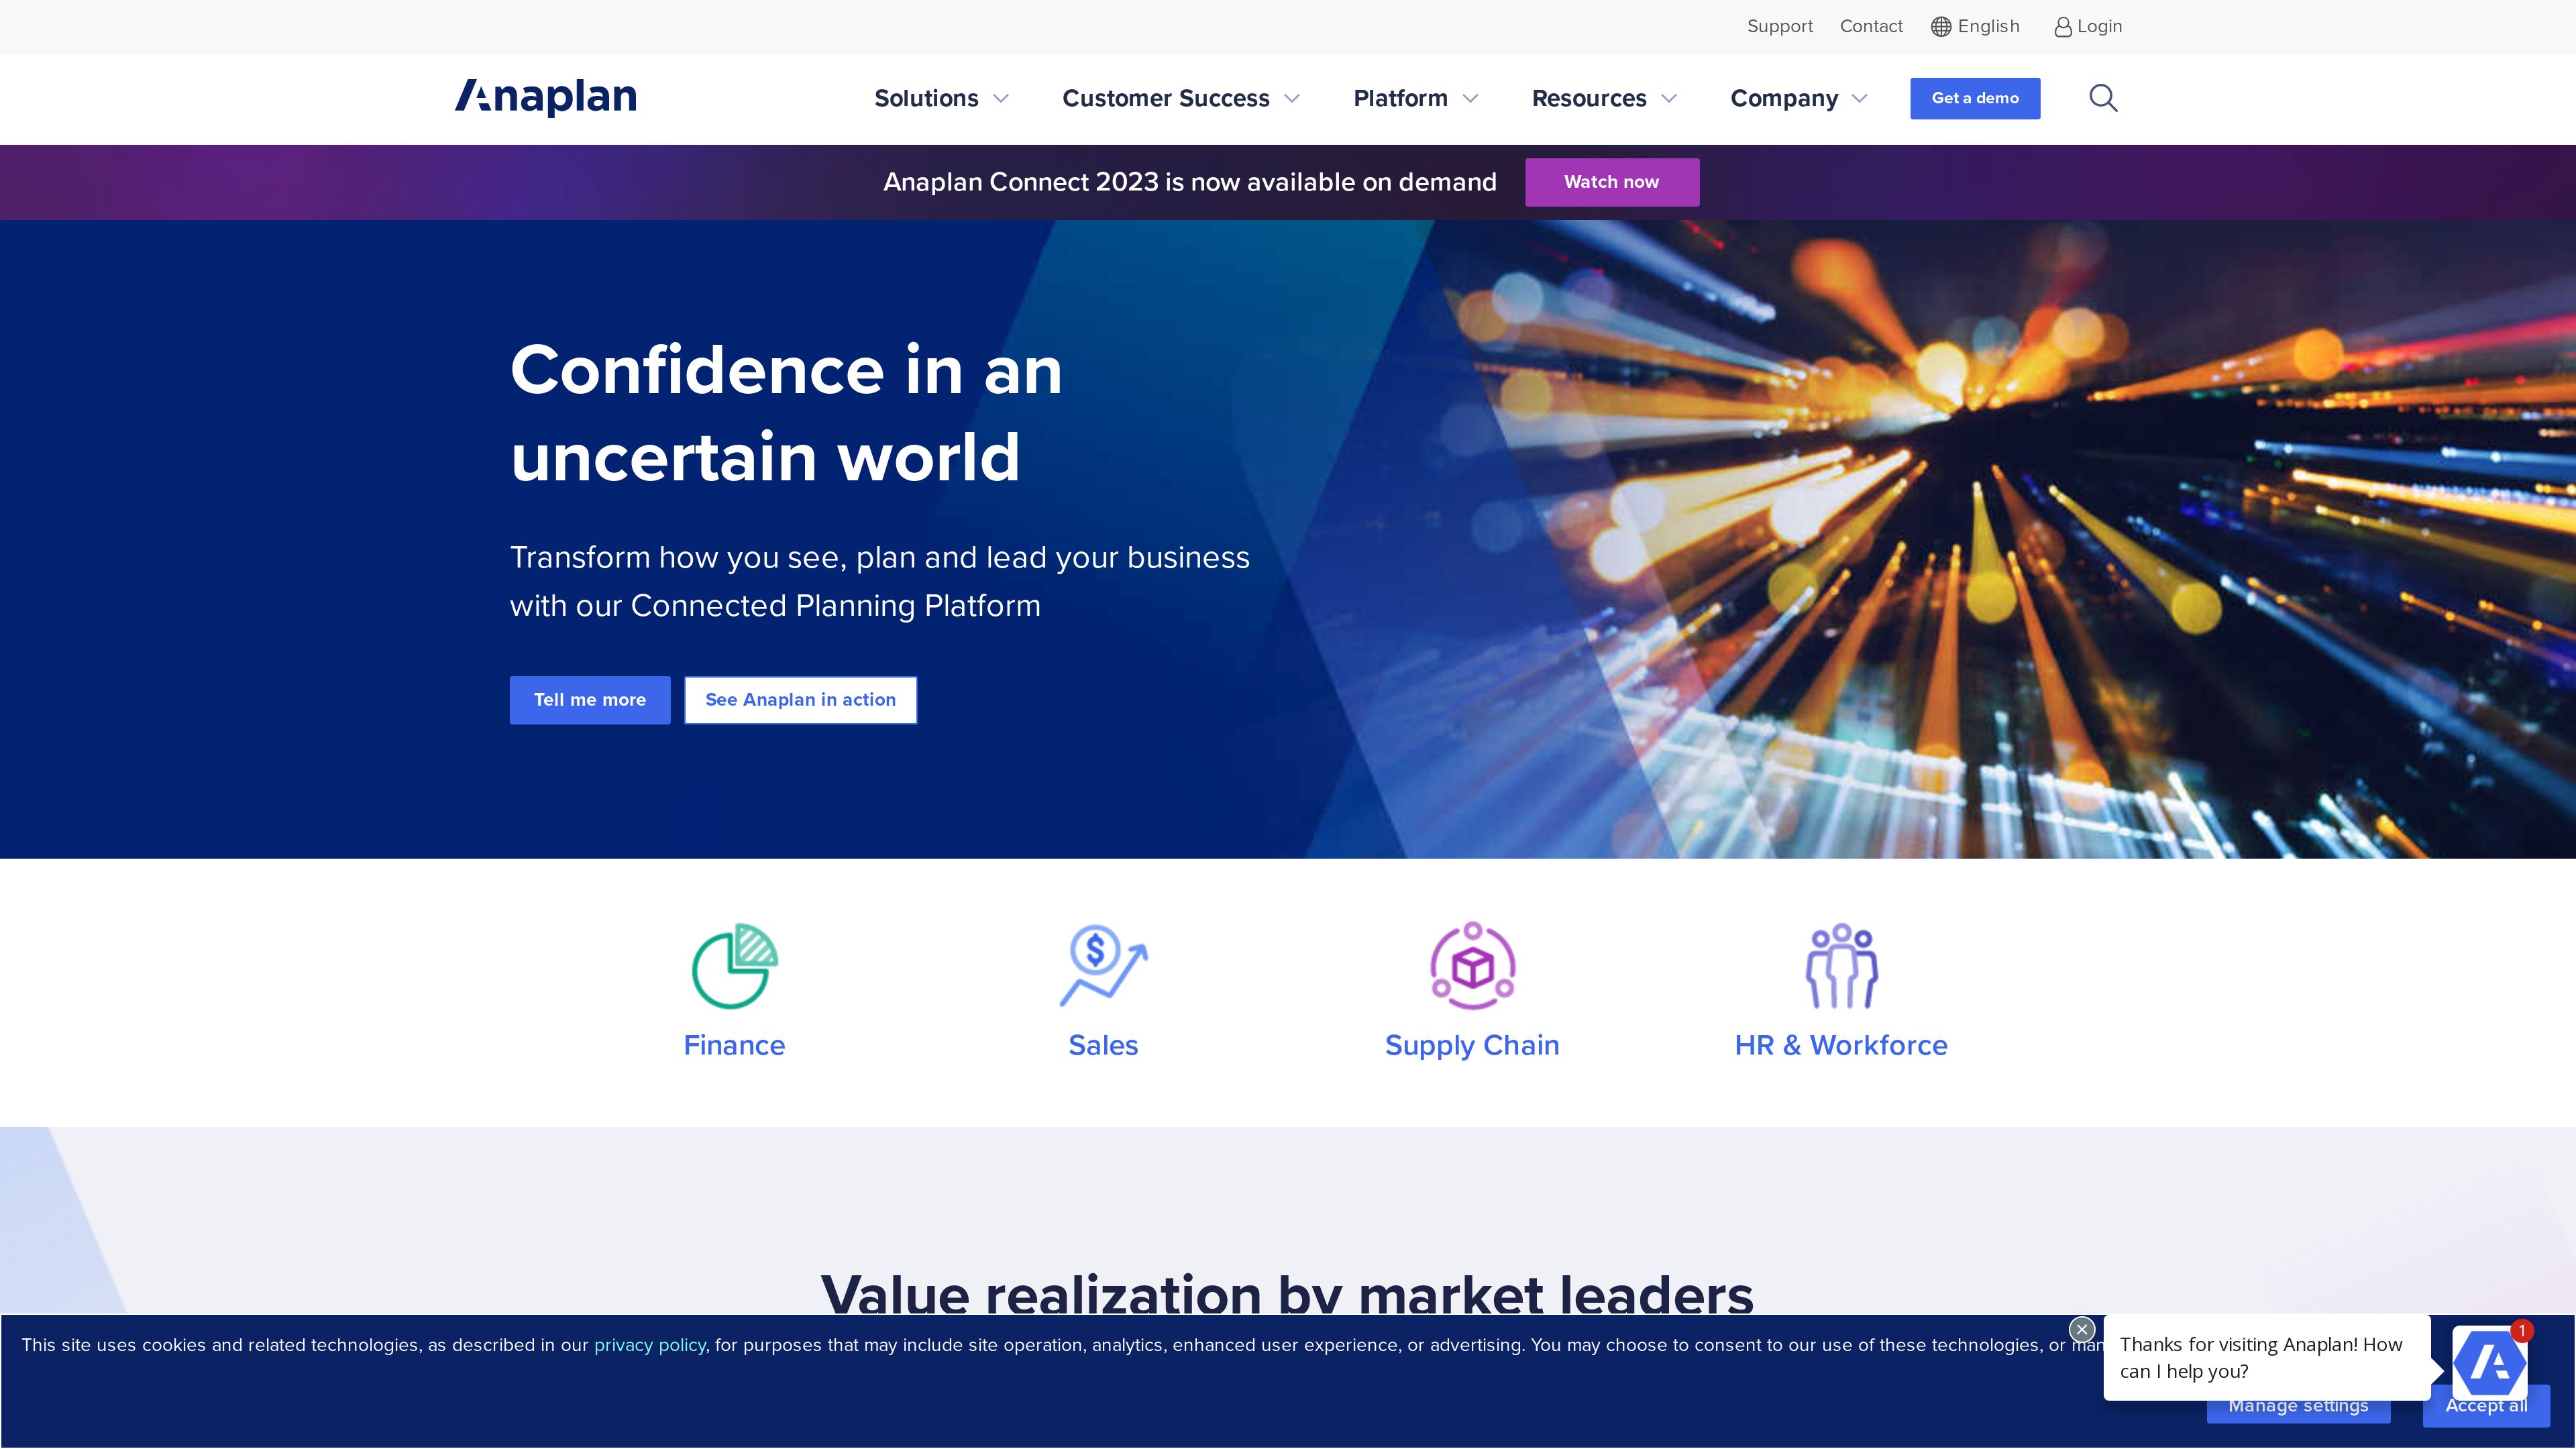 Support Contact English Login
Anaplan
Solutions Customer Success Platform Resources Company Get a demo
Anaplan Connect 2023 is now available on demand Watch now
Confidence in an
uncertain world
Transform how you see, plan and lead your business
with our Connected Planning Platform
Tell me more See Anaplan in action
Finance Sales Supply Chain HR & Workforce
Value realization by market leaders
This site uses cookies and related technologies, as described in our privacy policy, for purposes that may include site operation, analytics, enhanced user experience, or advertising. You may choose to consent to our use of these technologies, or
Thanks for visiting Anaplan! How
can I help you?
1
Manage settings Accept all